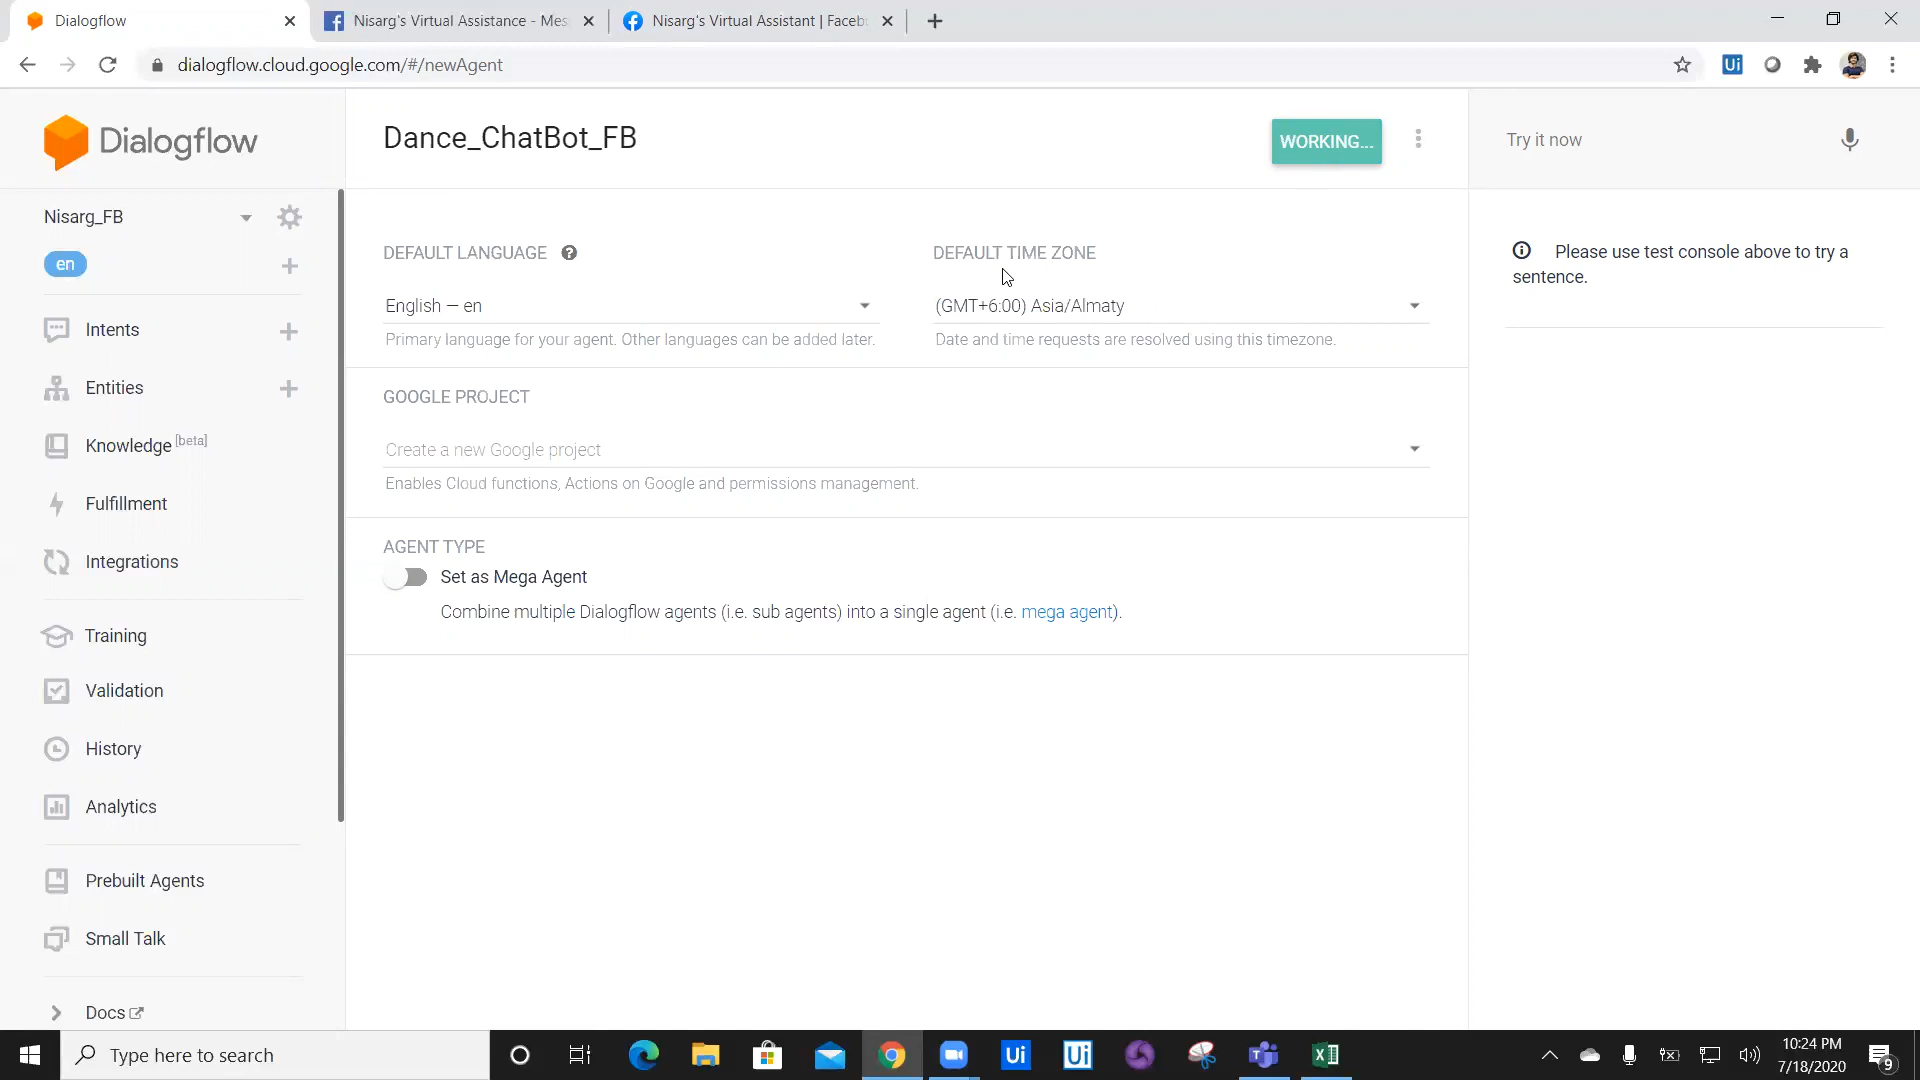 Dialogflow
Nisarg's Virtual Assistance - Mes
Nisarg's Virtual Assistant | Faceb
dialogflow.cloud.google.com/#/newAgent
Ui
Dialogflow
Dance_ChatBot_FB
WORKING...
Try it now
Nisarg_FB
en
DEFAULT LANGUAGE ?
DEFAULT TIME ZONE
Please use test console above to try a
sentence.
English — en
(GMT+6:00) Asia/Almaty
Primary language for your agent. Other languages can be added later.
Date and time requests are resolved using this timezone.
Intents
Entities
Knowledge [beta]
Fulfillment
Integrations
GOOGLE PROJECT
Create a new Google project
Enables Cloud functions, Actions on Google and permissions management.
AGENT TYPE
Set as Mega Agent
Combine multiple Dialogflow agents (i.e. sub agents) into a single agent (i.e. mega agent).
Training
Validation
History
Analytics
Prebuilt Agents
Small Talk
Docs
Type here to search
Ui
Ui
10:24 PM
7/18/2020
9